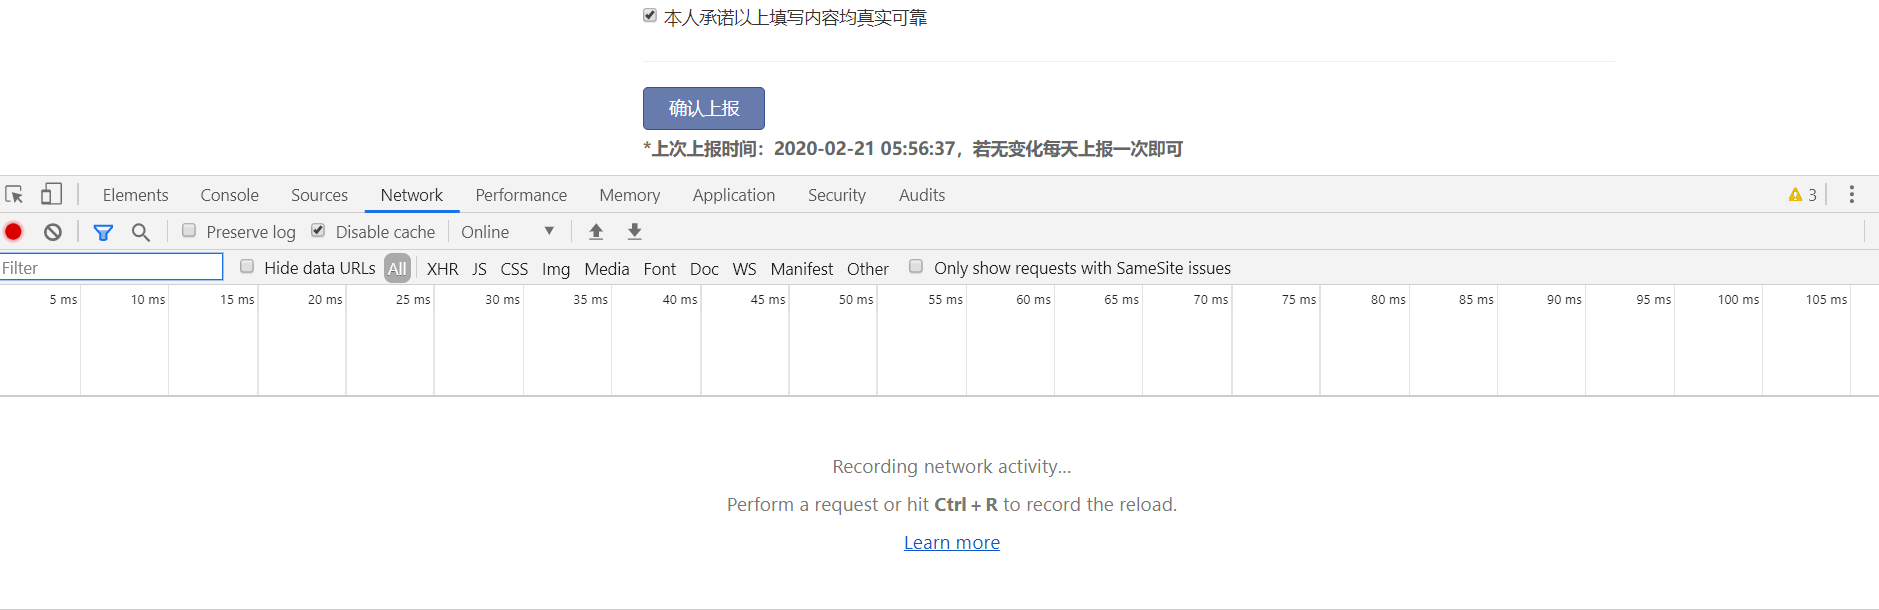 本人承诺以上填写内容均真实可靠
确认上报
*上次上报时间：2020-02-21 05:56:37，若无变化每天上报一次即可
Elements Console Sources Network Performance Memory Application Security Audits 3
Preserve log Disable cache Online
Filter Hide data URLs All XHR JS CSS Img Media Font Doc WS Manifest Other Only show requests with SameSite issues
5 ms 10 ms 15 ms 20 ms 25 ms 30 ms 35 ms 40 ms 45 ms 50 ms 55 ms 60 ms 65 ms 70 ms 75 ms 80 ms 85 ms 90 ms 95 ms 100 ms 105 ms
Recording network activity...
Perform a request or hit Ctrl + R to record the reload.
Learn more